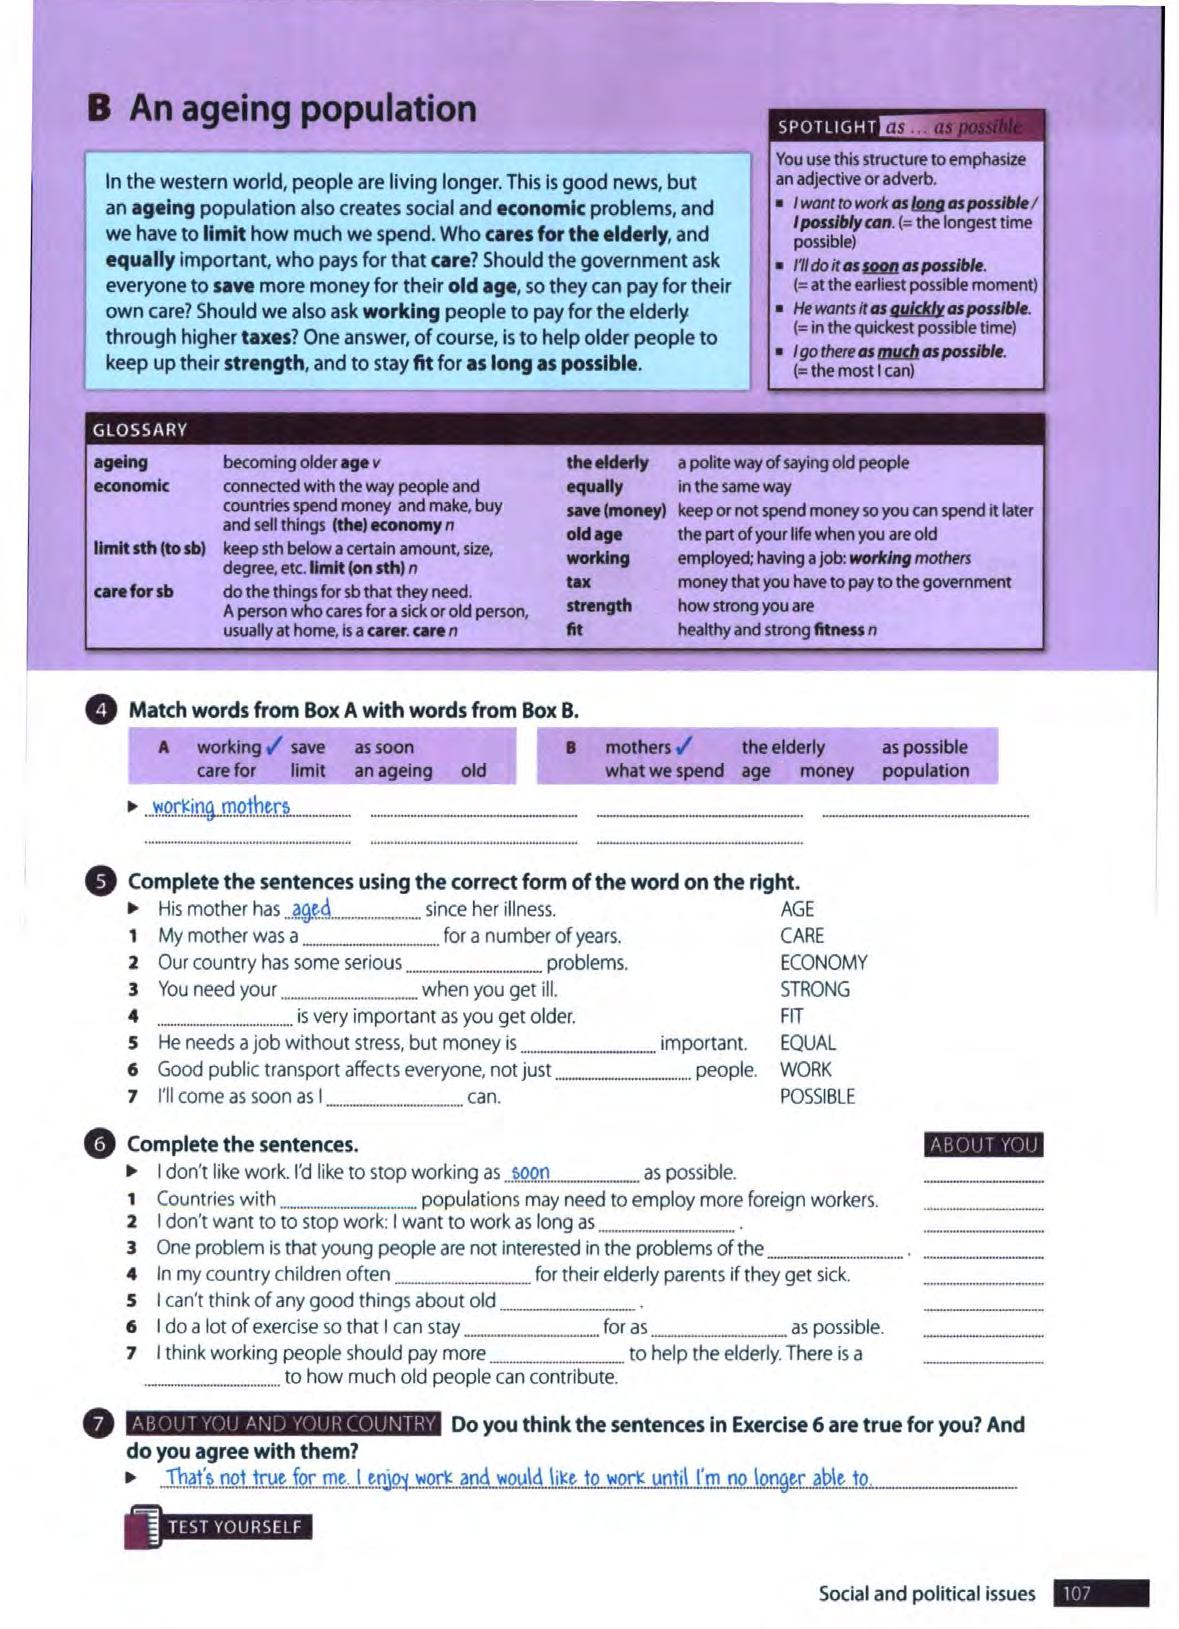 B An ageing population
In the western world, people are living longer. This is good news, but
an ageing population also creates social and economic problems, and
we have to limit how much we spend. Who cares for the elderly, and
equally important, who pays for that care? Should the government ask
everyone to save more money for their old age, so they can pay for their
own care? Should we also ask working people to pay for the elderly
through higher taxes? One answer, of course, is to help older people to
keep up their strength, and to stay fit for as long as possible.
SPOTLIGHT as ... as possible
You use this structure to emphasize
an adjective or adverb.
▪ I want to work as long as possible /
I possibly can. (= the longest time
possible)
▪ I'll do it as soon as possible.
(= at the earliest possible moment)
▪ He wants it as quickly as possible.
(= in the quickest possible time)
▪ I go there as much as possible.
(= the most I can)
GLOSSARY
ageing becoming older age v
economic connected with the way people and
countries spend money and make, buy
and sell things (the) economy n
limit sth (to sb) keep sth below a certain amount, size,
degree, etc. limit (on sth) n
care for sb do the things for sb that they need.
A person who cares for a sick or old person,
usually at home, is a carer. care n
the elderly a polite way of saying old people
equally in the same way
save (money) keep or not spend money so you can spend it later
old age the part of your life when you are old
working employed; having a job: working mothers
tax money that you have to pay to the government
strength how strong you are
fit healthy and strong fitness n
4 Match words from Box A with words from Box B.
A working ✓ save as soon
care for limit an ageing old
B mothers ✓ the elderly as possible
what we spend age money population
▶ working mothers
5 Complete the sentences using the correct form of the word on the right.
▶ His mother has aged since her illness. AGE
1 My mother was a ........ for a number of years. CARE
2 Our country has some serious ........ problems. ECONOMY
3 You need your ........ when you get ill. STRONG
4 ........ is very important as you get older. FIT
5 He needs a job without stress, but money is ........ important. EQUAL
6 Good public transport affects everyone, not just ........ people. WORK
7 I'll come as soon as I ........ can. POSSIBLE
6 Complete the sentences. ABOUT YOU
▶ I don't like work. I'd like to stop working as soon as possible.
1 Countries with ........ populations may need to employ more foreign workers.
2 I don't want to to stop work: I want to work as long as ........ .
3 One problem is that young people are not interested in the problems of the ........ .
4 In my country children often ........ for their elderly parents if they get sick.
5 I can't think of any good things about old ........ .
6 I do a lot of exercise so that I can stay ........ for as ........ as possible.
7 I think working people should pay more ........ to help the elderly. There is a
........ to how much old people can contribute.
7 ABOUT YOU AND YOUR COUNTRY Do you think the sentences in Exercise 6 are true for you? And
do you agree with them?
▶ That's not true for me. I enjoy work and would like to work until I'm no longer able to.
TEST YOURSELF
Social and political issues 107